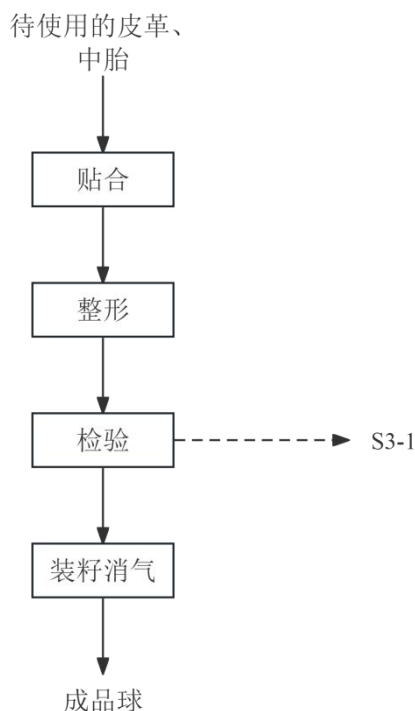 待使用的皮革、
中胎
贴合
整形
检验
S3-1
装籽消气
成品球